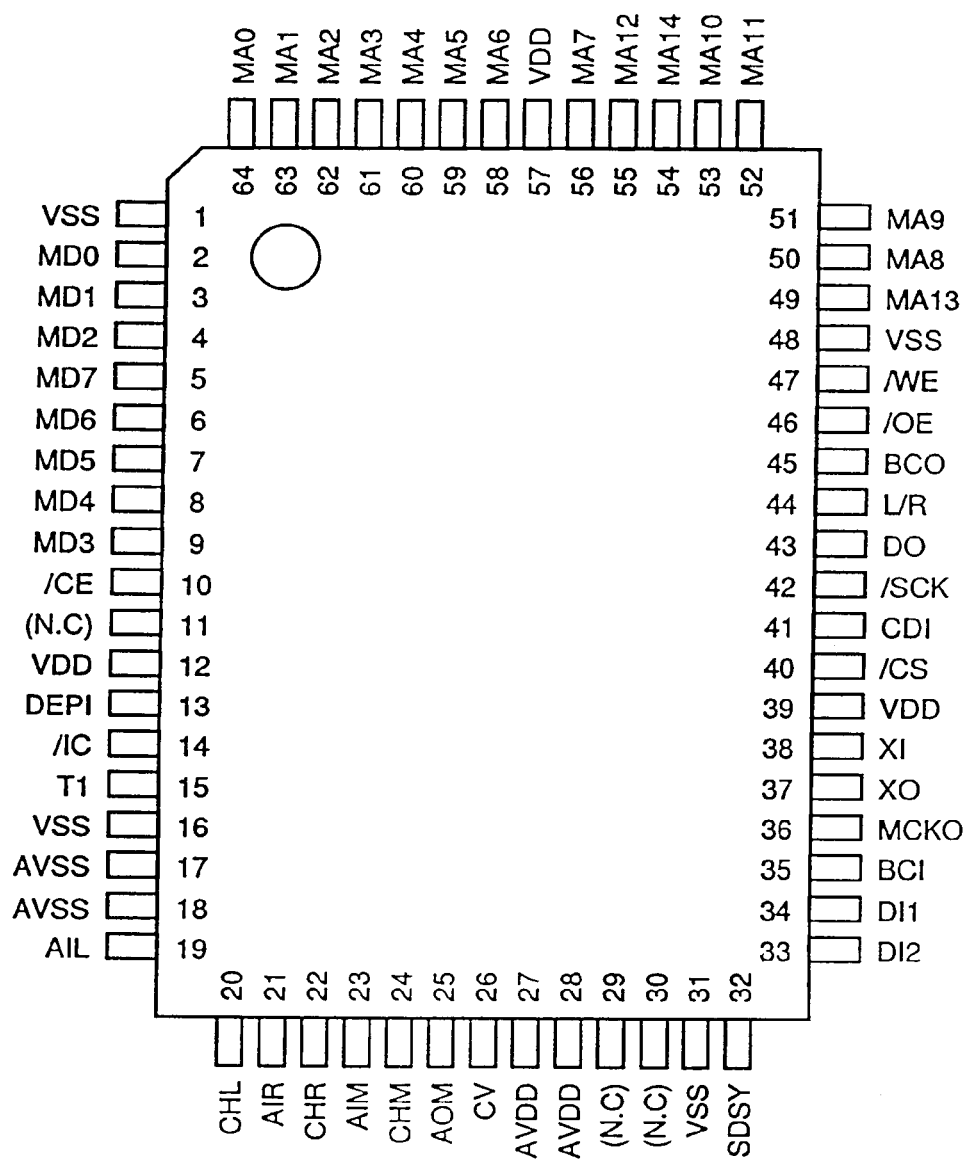 MA0 MA1 MA2 MA3 MA4 MA5 MA6 VDD MA7 MA12 MA14 MA10 MA11
64 63 62 61 60 59 58 57 56 55 54 53 52
VSS 1 51 MA9
MD0 2 50 MA8
MD1 3 49 MA13
MD2 4 48 VSS
MD7 5 47 /WE
MD6 6 46 /OE
MD5 7 45 BCO
MD4 8 44 L/R
MD3 9 43 DO
/CE 10 42 /SCK
(N.C) 11 41 CDI
VDD 12 40 /CS
DEPI 13 39 VDD
/IC 14 38 XI
T1 15 37 XO
VSS 16 36 MCKO
AVSS 17 35 BCI
AVSS 18 34 DI1
AIL 19 33 DI2
20 21 22 23 24 25 26 27 28 29 30 31 32
CHL AIR CHR AIM CHM AOM CV AVDD AVDD (N.C) (N.C) VSS SDSY